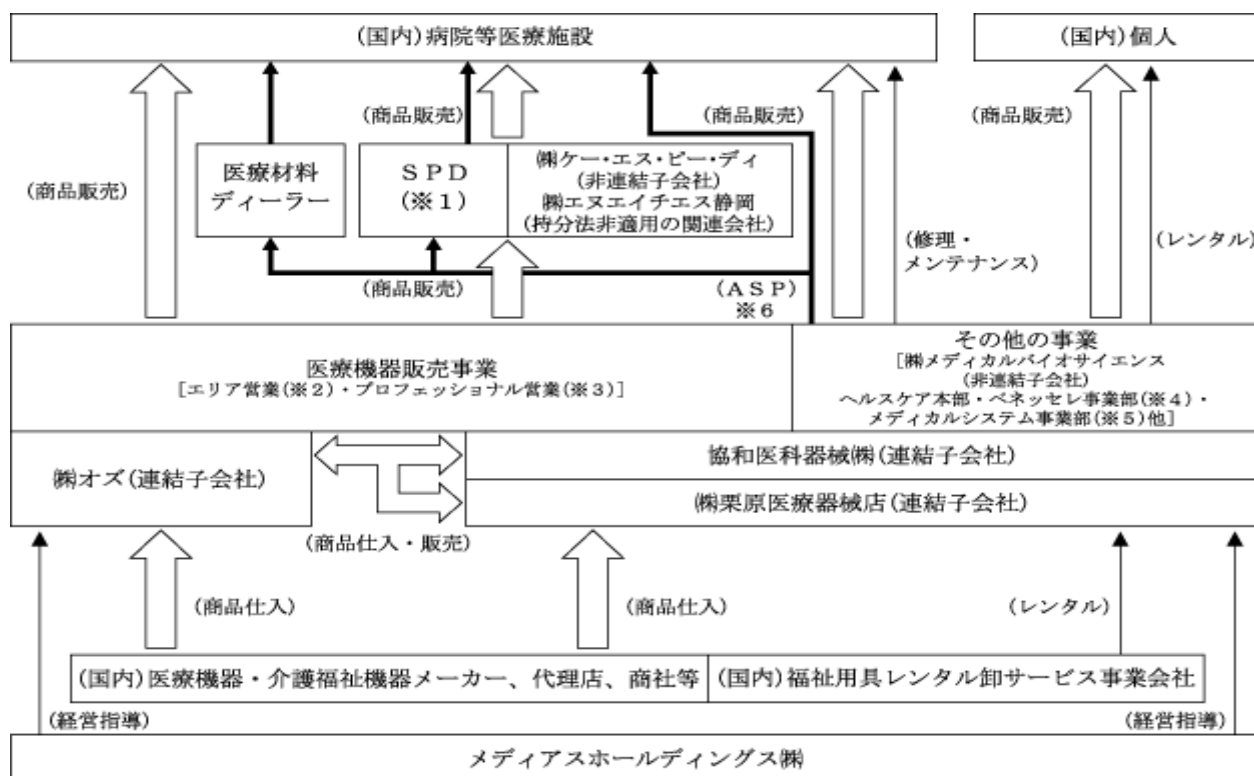 (国内)病院等医療施設
(国内)個人
(商品販売)
(商品販売)
(商品販売)
(商品販売)
医療材料
ディーラー
SPD
(※1)
㈱ケー・エス・ピー・ディ
(非連結子会社)
㈱エヌエイチエス静岡
(持分法非適用の関連会社)
(修理・
メンテナンス)
(レンタル)
(商品販売)
(ASP)
※6
医療機器販売事業
[エリア営業(※2)・プロフェッショナル営業(※3)]
その他の事業
[㈱メディカルバイオサイエンス
(非連結子会社)
ヘルスケア本部・ベネッセレ事業部(※4)・
メディカルシステム事業部(※5)他]
㈱オズ(連結子会社)
協和医科器械㈱(連結子会社)
㈱栗原医療器械店(連結子会社)
(商品仕入・販売)
(商品仕入)
(商品仕入)
(レンタル)
(国内)医療機器・介護福祉機器メーカー、代理店、商社等
(国内)福祉用具レンタル卸サービス事業会社
(経営指導)
(経営指導)
メディアスホールディングス㈱